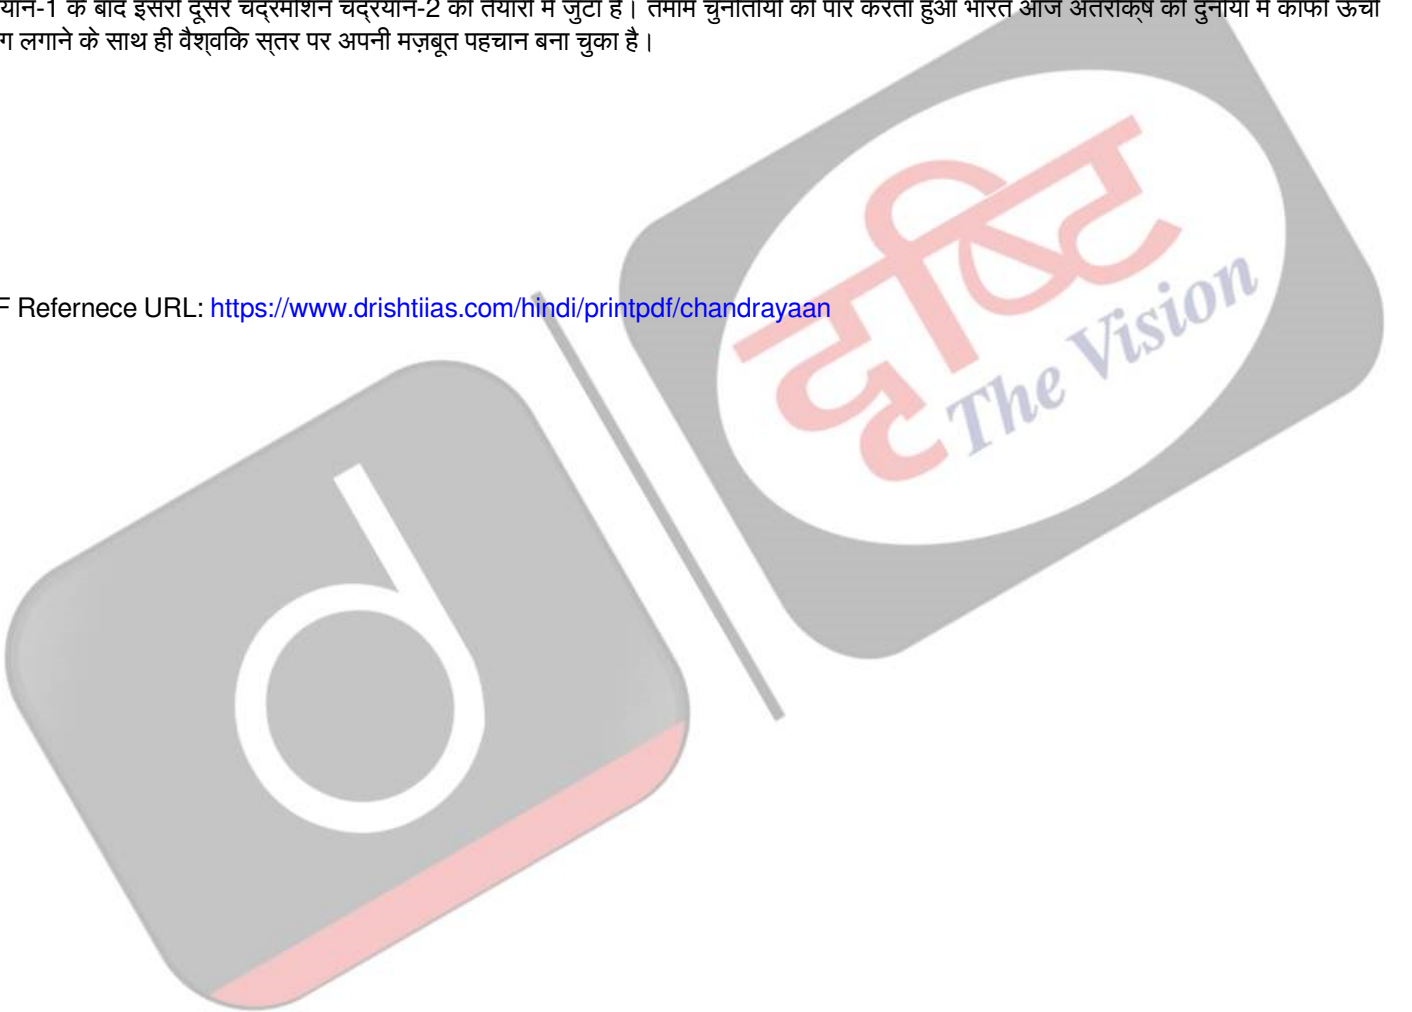 यान-1 के बाद इसरो दूसरे चंद्रमिशन चंद्रयान-2 की तैयारी में जुटा है। तमाम चुनौतियों को पार करता हुआ भारत आज अंतरिक्ष की दुनिया में काफी ऊँची
ग लगाने के साथ ही वैश्विक स्तर पर अपनी मज़बूत पहचान बना चुका है।
दृष्टि
The Vision
F Refernece URL: https://www.drishtiias.com/hindi/printpdf/chandrayaan
d